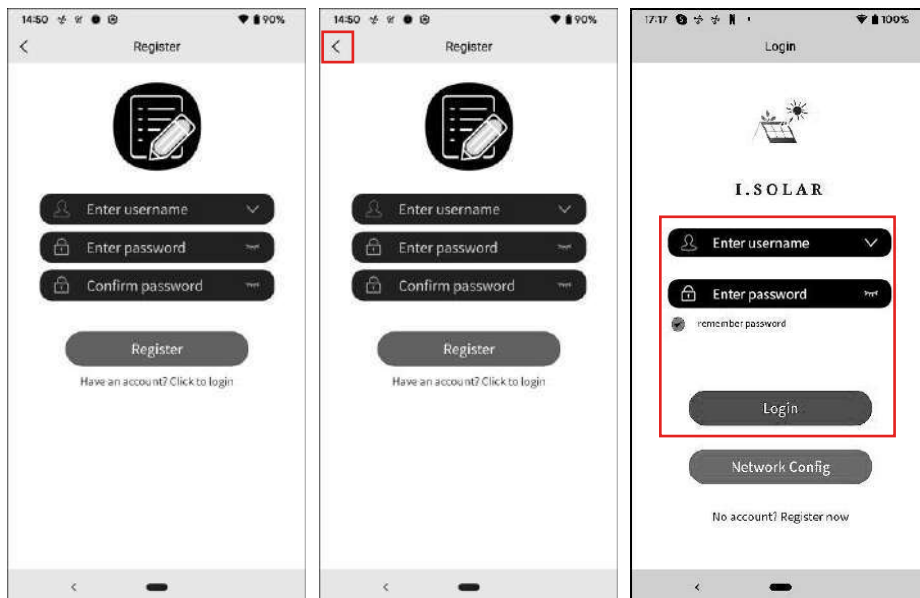 14:50
90%
Register
Enter username
Enter password
Confirm password
Register
Have an account? Click to login
14:50
90%
Register
Enter username
Enter password
Confirm password
Register
Have an account? Click to login
17:17
100%
Login
I.SOLAR
Enter username
Enter password
remember password
Login
Network Config
No account? Register now